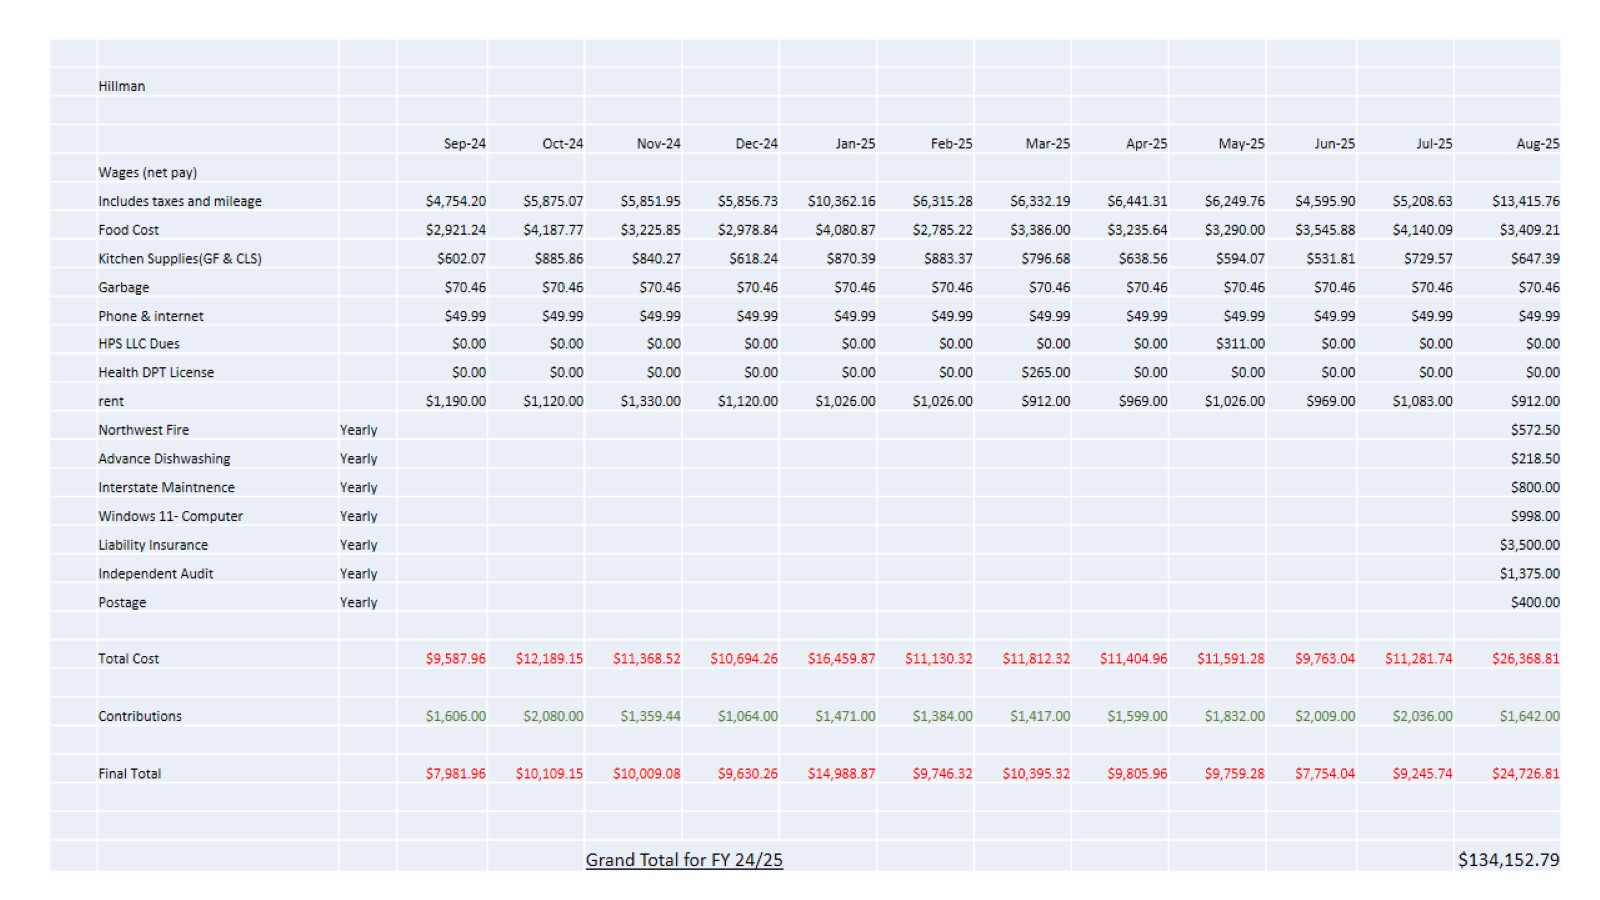 Hillman
Sep-24 Oct-24 Nov-24 Dec-24 Jan-25 Feb-25 Mar-25 Apr-25 May-25 Jun-25 Jul-25 Aug-25
Wages (net pay)
Includes taxes and mileage $4,754.20 $5,875.07 $5,851.95 $5,856.73 $10,362.16 $6,315.28 $6,332.19 $6,441.31 $6,249.76 $4,595.90 $5,208.63 $13,415.76
Food Cost $2,921.24 $4,187.77 $3,225.85 $2,978.84 $4,080.87 $2,785.22 $3,386.00 $3,235.64 $3,290.00 $3,545.88 $4,140.09 $3,409.21
Kitchen Supplies(GF & CLS) $602.07 $885.86 $840.27 $618.24 $870.39 $883.37 $796.68 $638.56 $594.07 $531.81 $729.57 $647.39
Garbage $70.46 $70.46 $70.46 $70.46 $70.46 $70.46 $70.46 $70.46 $70.46 $70.46 $70.46 $70.46
Phone & internet $49.99 $49.99 $49.99 $49.99 $49.99 $49.99 $49.99 $49.99 $49.99 $49.99 $49.99 $49.99
HPS LLC Dues $0.00 $0.00 $0.00 $0.00 $0.00 $0.00 $0.00 $0.00 $311.00 $0.00 $0.00 $0.00
Health DPT License $0.00 $0.00 $0.00 $0.00 $0.00 $0.00 $265.00 $0.00 $0.00 $0.00 $0.00 $0.00
rent $1,190.00 $1,120.00 $1,330.00 $1,120.00 $1,026.00 $1,026.00 $912.00 $969.00 $1,026.00 $969.00 $1,083.00 $912.00
Northwest Fire Yearly $572.50
Advance Dishwashing Yearly $218.50
Interstate Maintnence Yearly $800.00
Windows 11- Computer Yearly $998.00
Liability Insurance Yearly $3,500.00
Independent Audit Yearly $1,375.00
Postage Yearly $400.00
Total Cost $9,587.96 $12,189.15 $11,368.52 $10,694.26 $16,459.87 $11,130.32 $11,812.32 $11,404.96 $11,591.28 $9,763.04 $11,281.74 $26,368.81
Contributions $1,606.00 $2,080.00 $1,359.44 $1,064.00 $1,471.00 $1,384.00 $1,417.00 $1,599.00 $1,832.00 $2,009.00 $2,036.00 $1,642.00
Final Total $7,981.96 $10,109.15 $10,009.08 $9,630.26 $14,988.87 $9,746.32 $10,395.32 $9,805.96 $9,759.28 $7,754.04 $9,245.74 $24,726.81
Grand Total for FY 24/25 $134,152.79